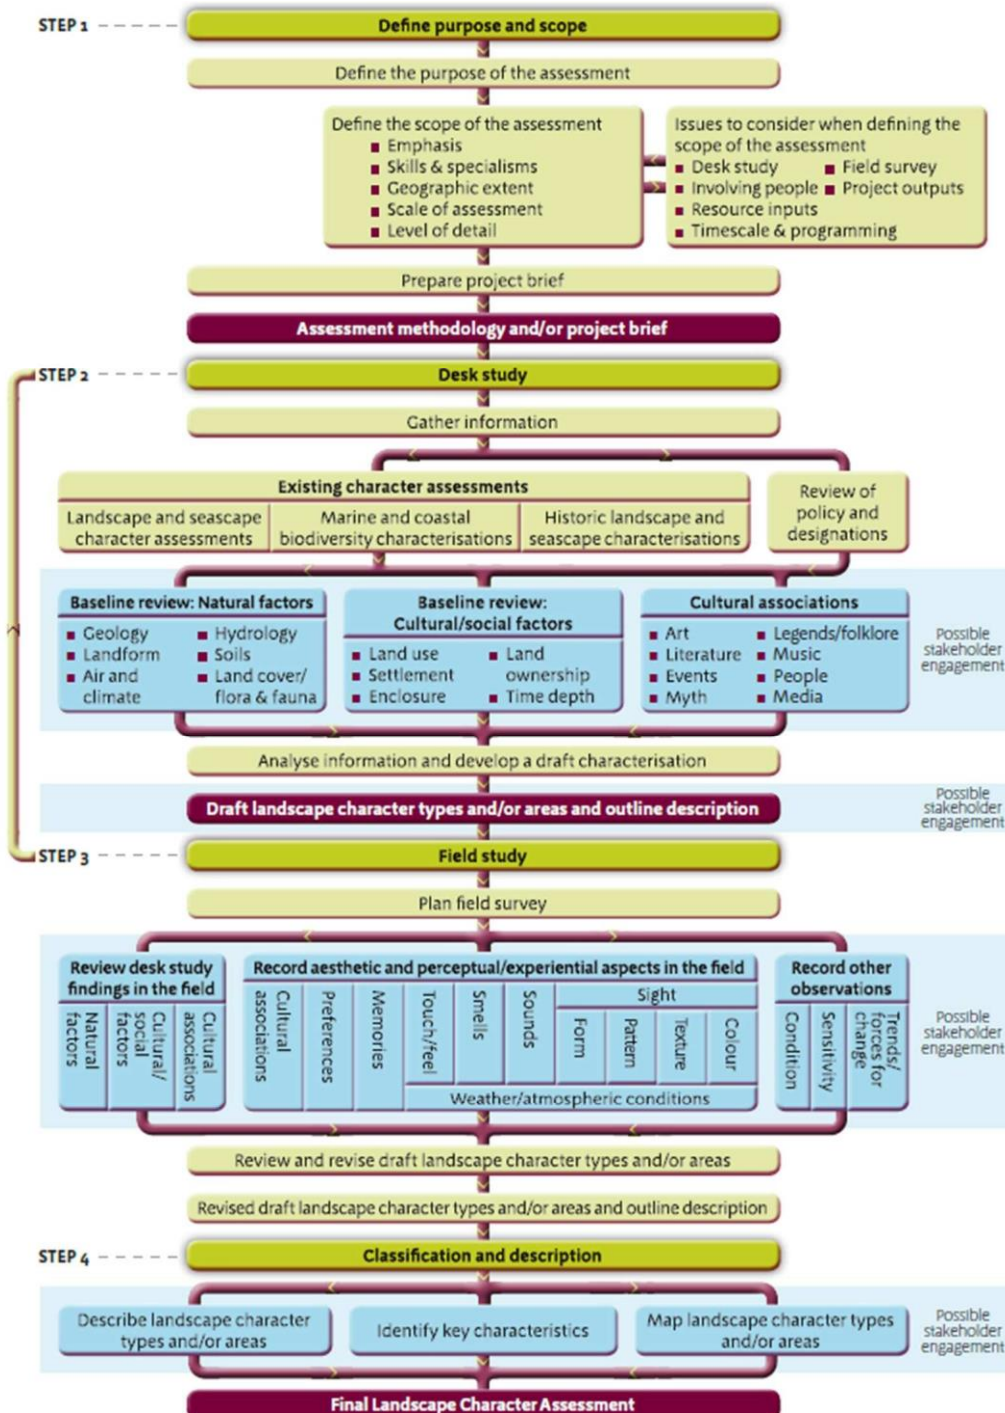 STEP 1
Define purpose and scope
Define the purpose of the assessment
Define the scope of the assessment
Emphasis
Skills & specialisms
Geographic extent
Scale of assessment
Level of detail
Issues to consider when defining the
scope of the assessment
Desk study
Field survey
Involving people
Project outputs
Resource inputs
Timescale & programming
Prepare project brief
Assessment methodology and/or project brief
STEP 2
Desk study
Gather information
Existing character assessments
Landscape and seascape
character assessments
Marine and coastal
biodiversity characterisations
Historic landscape and
seascape characterisations
Review of
policy and
designations
Baseline review: Natural factors
Geology
Landform
Air and
climate
Hydrology
Soils
Land cover/
flora & fauna
Baseline review:
Cultural/social factors
Land use
Settlement
Enclosure
Land
ownership
Time depth
Cultural associations
Art
Literature
Events
Myth
Legends/folklore
Music
People
Media
Possible
stakeholder
engagement
Analyse information and develop a draft characterisation
Draft landscape character types and/or areas and outline description
Possible
stakeholder
engagement
STEP 3
Field study
Plan field survey
Review desk study
findings in the field
Natural
factors
Cultural/
social
factors
Cultural
associations
Record aesthetic and perceptual/experiential aspects in the field
Cultural
associations
Preferences
Memories
Touch/feel
Smells
Sounds
Sight
Form
Pattern
Texture
Colour
Weather/atmospheric conditions
Record other
observations
Condition
Sensitivity
Trends/
forces for
change
Possible
stakeholder
engagement
Review and revise draft landscape character types and/or areas
Revised draft landscape character types and/or areas and outline description
STEP 4
Classification and description
Describe landscape character
types and/or areas
Identify key characteristics
Map landscape character types
and/or areas
Possible
stakeholder
engagement
Final Landscape Character Assessment